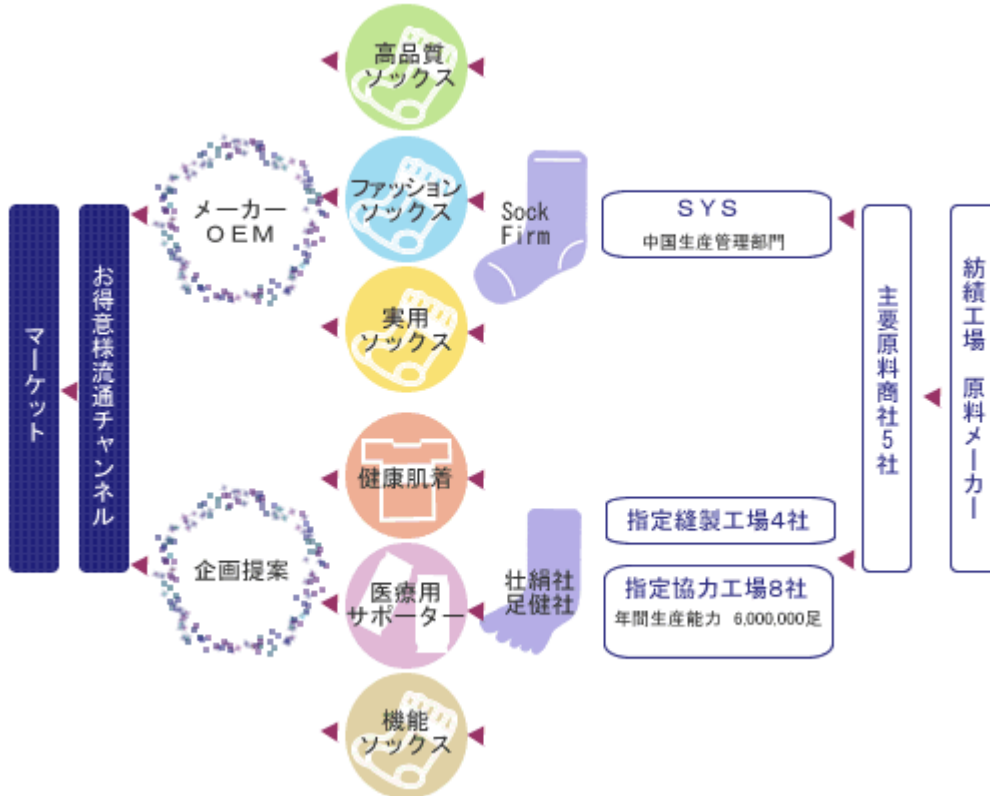 高品質
ソックス
ファッション
ソックス
実用
ソックス
健康肌着
医療用
サポーター
機能
ソックス
メーカー
OEM
企画提案
マーケット
お得意様流通チャンネル
Sock
Firm
壮絹社
足健社
SYS
中国生産管理部門
指定縫製工場4社
指定協力工場8社
年間生産能力 6,000,000足
主要原料商社5社
紡績工場 原料メーカー